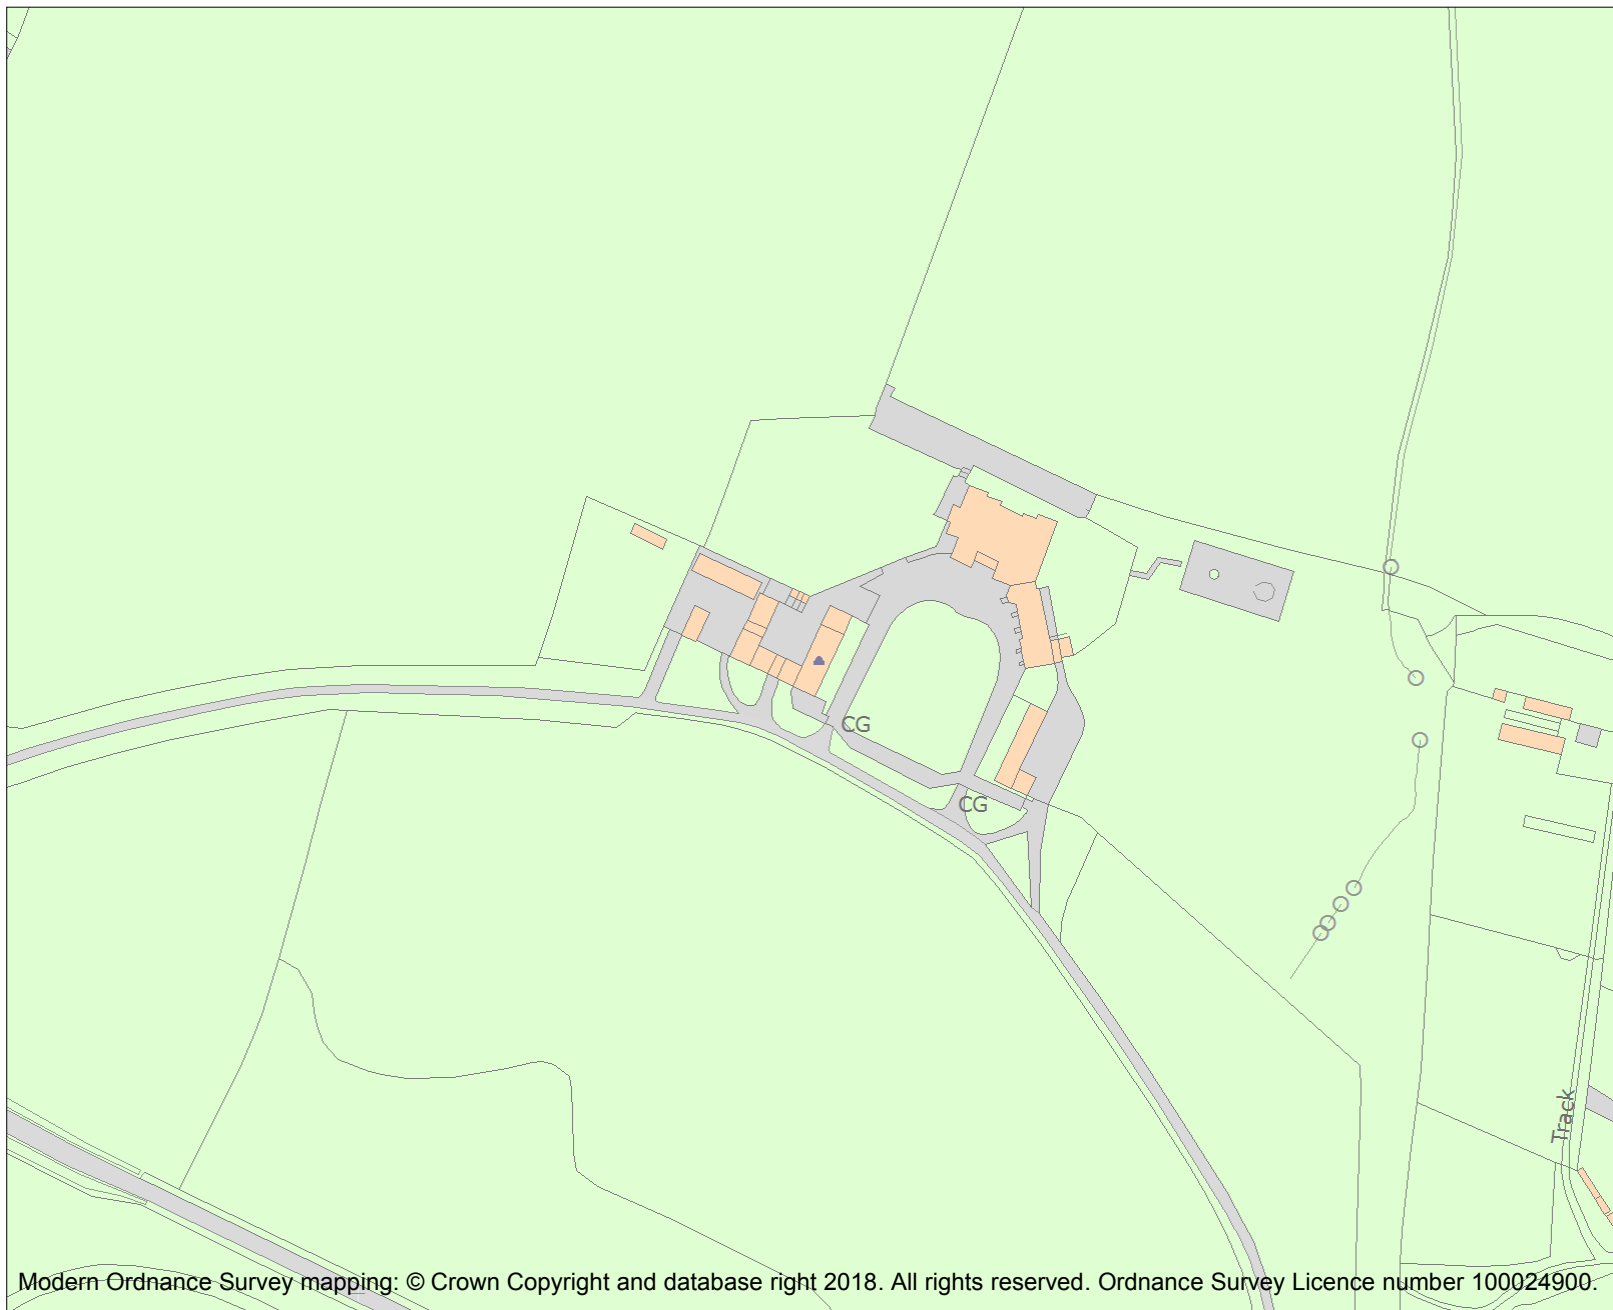 CG
CG
Track
Modern Ordnance Survey mapping: © Crown Copyright and database right 2018. All rights reserved. Ordnance Survey Licence number 100024900.